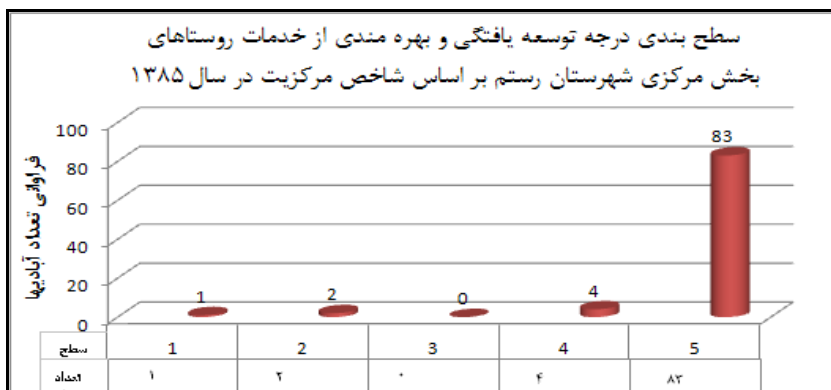 سطح بندی درجه توسعه یافتگی و بهره مندی از خدمات روستاهای
بخش مرکزی شهرستان رستم بر اساس شاخص مرکزیت در سال ۱۳۸۵
فراوانی تعداد آبادیها
100
80
60
40
20
0
1
2
0
4
83
سطح 1 2 3 4 5
تعداد ۱ ۲ ۰ ۴ ۸۳